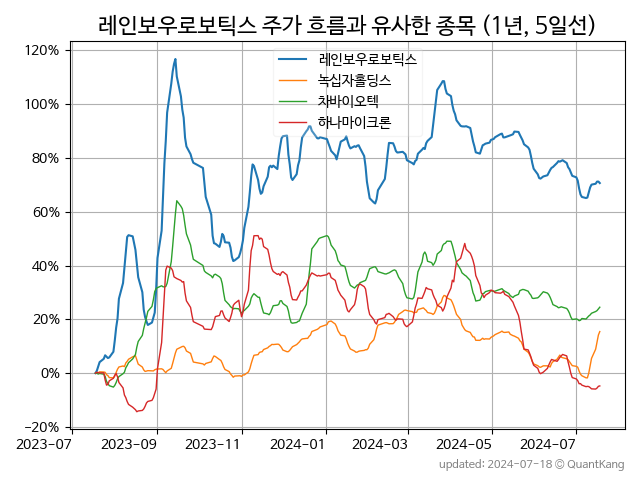 레인보우로보틱스 주가 흐름과 유사한 종목 (1년, 5일선)
120%
100%
80%
60%
40%
20%
0%
−20%
레인보우로보틱스
녹십자홀딩스
차바이오텍
하나마이크론
2023-07 2023-09 2023-11 2024-01 2024-03 2024-05 2024-07
updated: 2024-07-18 © QuantKang